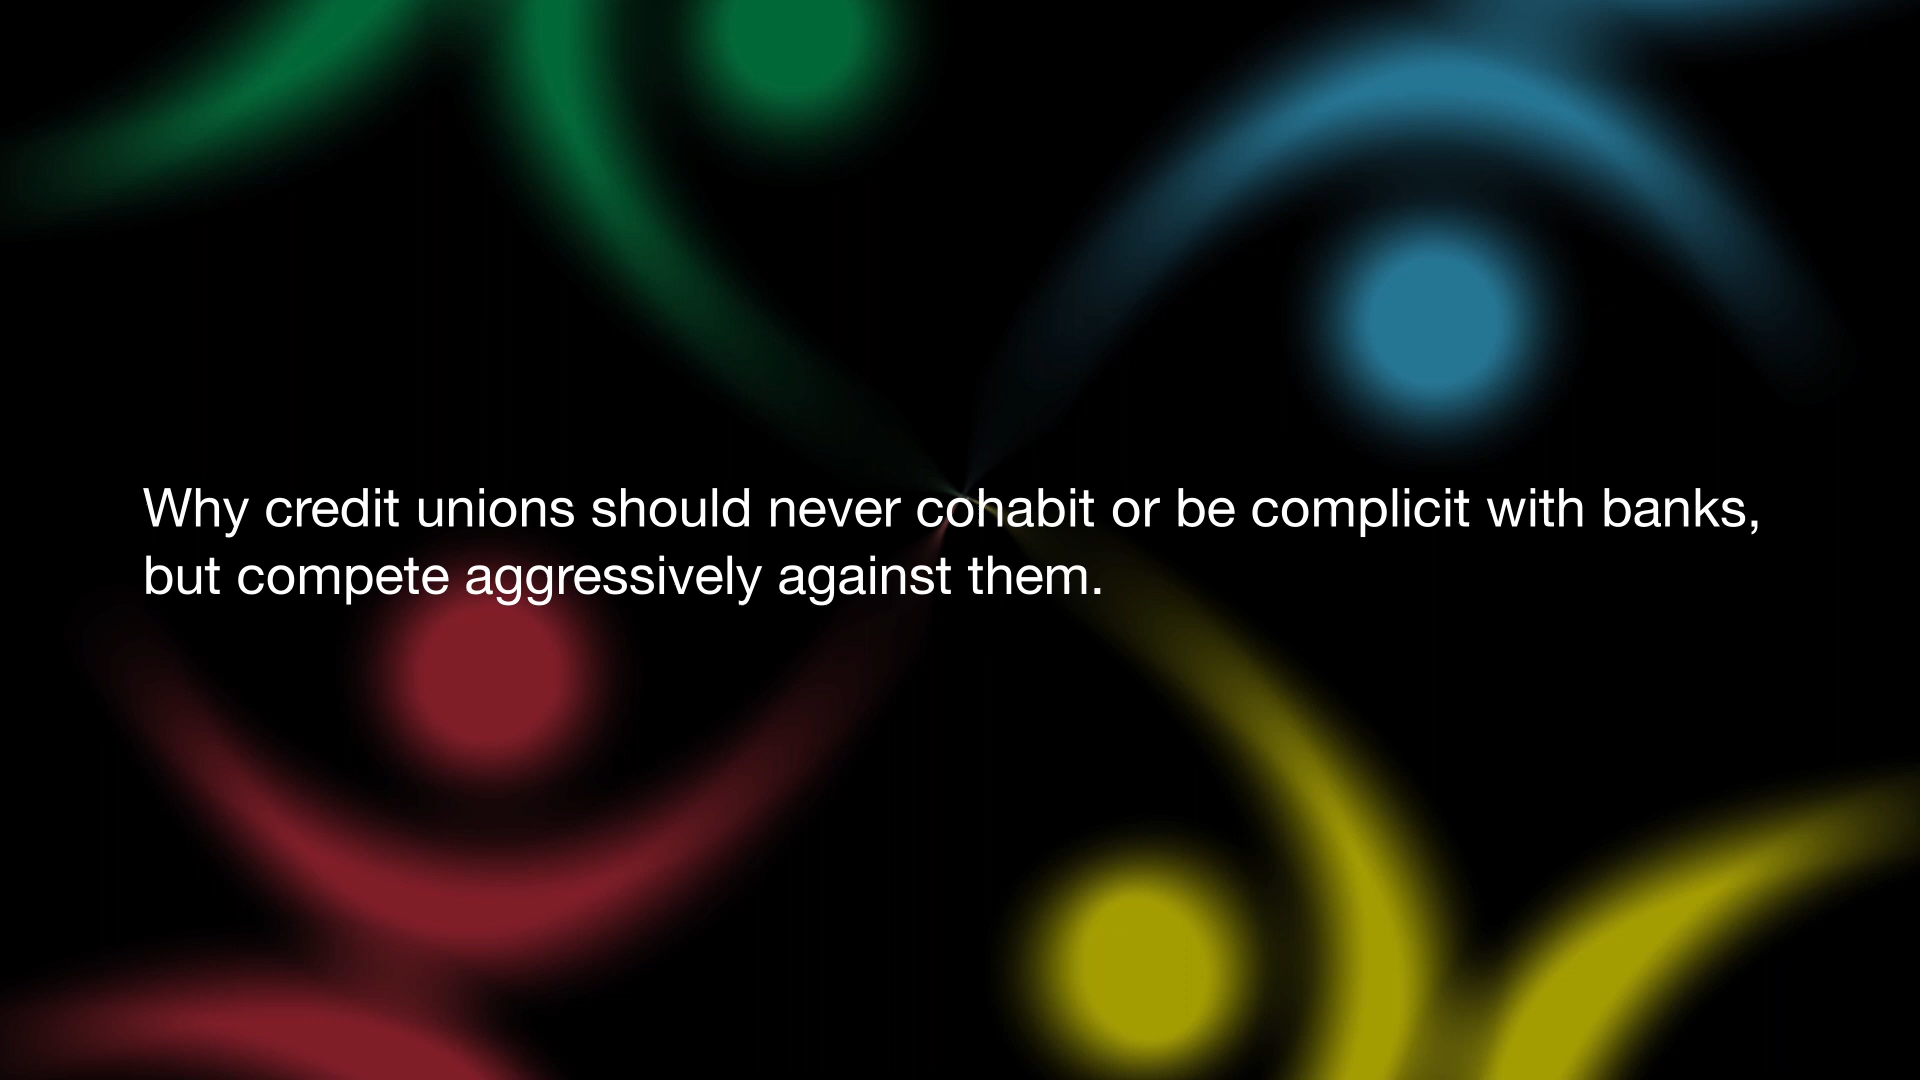 Why credit unions should never cohabit or be complicit with banks,
but compete aggressively against them.